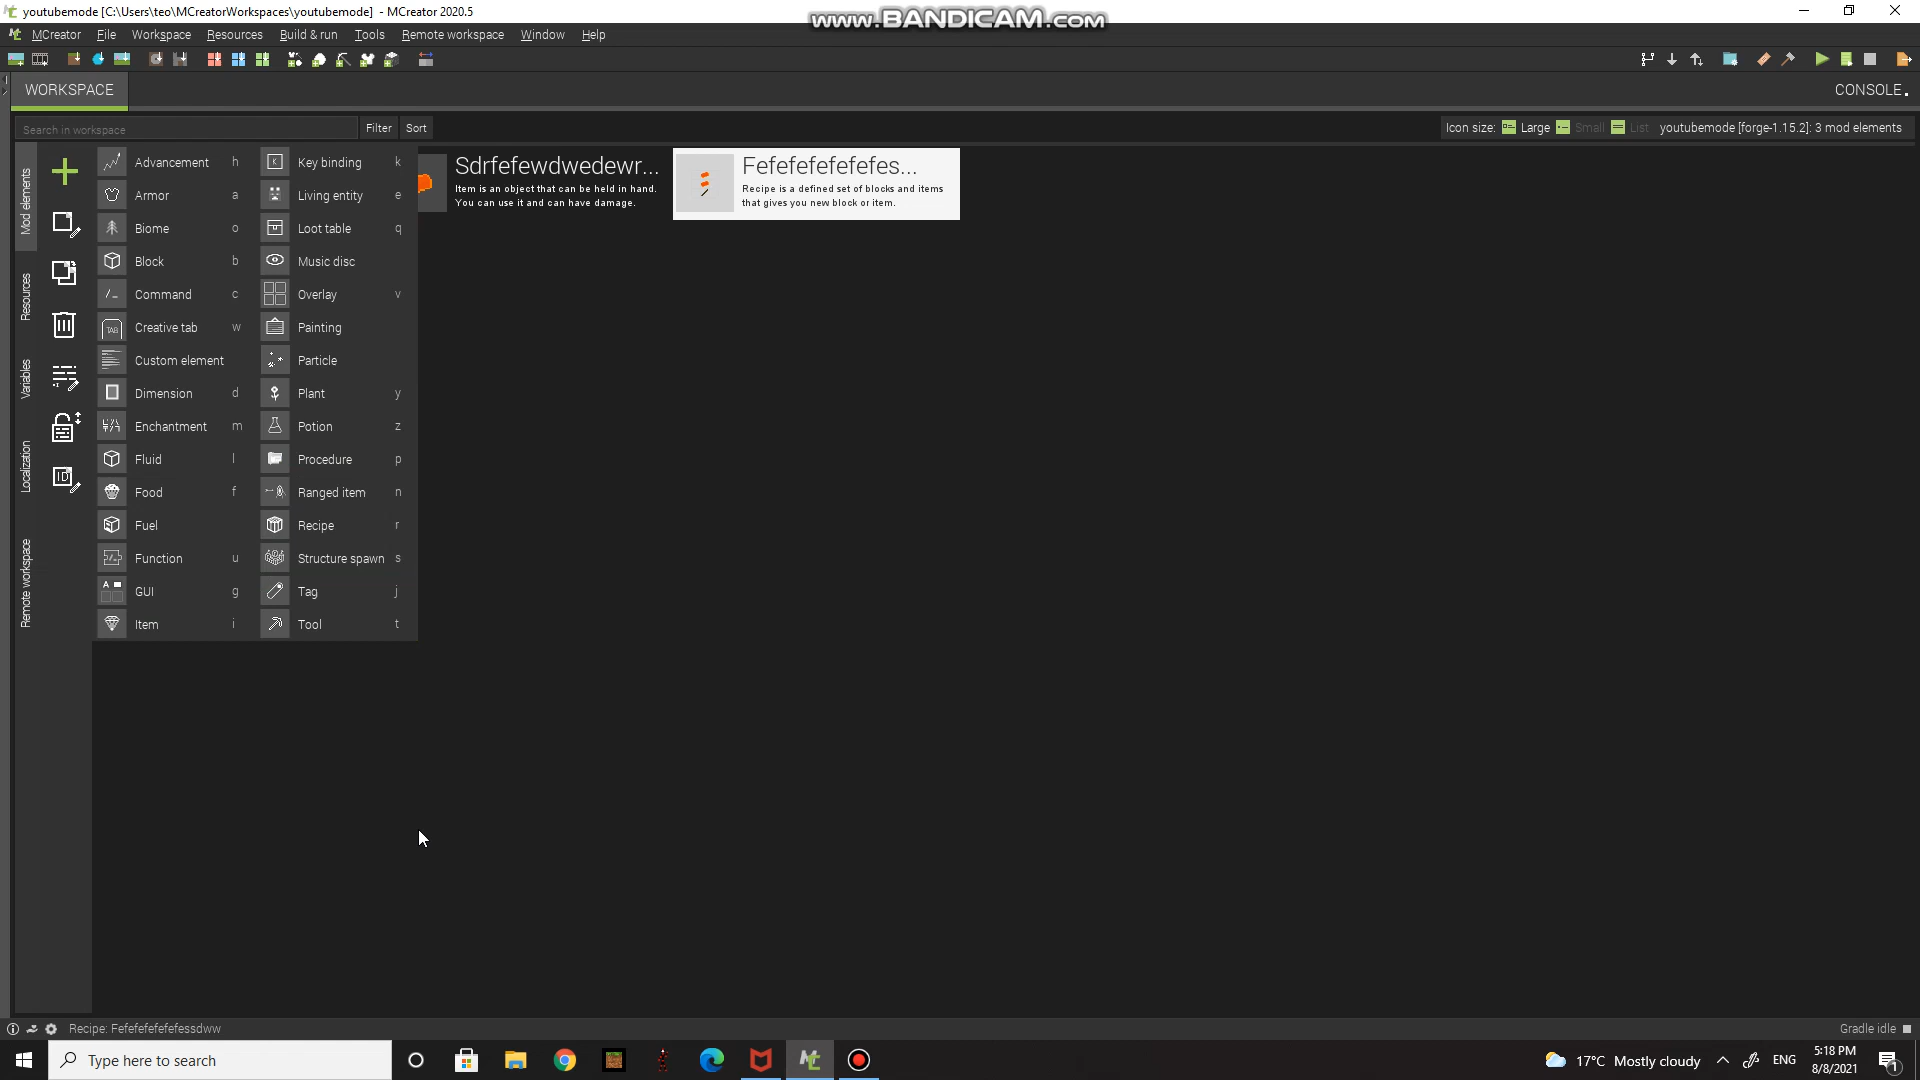 youtubemode [C:\Users\teo\MCreatorWorkspaces\youtubemode] - MCreator 2020.5
www.BANDICAM.com
MCreator File Workspace Resources Build & run Tools Remote workspace Window Help
WORKSPACE
CONSOLE
Search in workspace
Filter
Sort
Icon size: Large Small List
youtubemode [forge-1.15.2]: 3 mod elements
Mod elements
Resources
Variables
Localization
Remote workspace
Advancement h
Armor a
Biome o
Block b
Command c
TAB Creative tab w
Custom element
Dimension d
Enchantment m
Fluid l
Food f
Fuel
Function u
A GUI g
Item i
K Key binding k
Living entity e
Loot table q
Music disc
Overlay v
Painting
Particle
Plant y
Potion z
Procedure p
Ranged item n
Recipe r
Structure spawn s
Tag j
Tool t
ID
Sdrfefewdwedewr...
Item is an object that can be held in hand.
You can use it and can have damage.
Fefefefefefefes...
Recipe is a defined set of blocks and items
that gives you new block or item.
Recipe: Fefefefefefefessdww
Gradle idle
Type here to search
17°C Mostly cloudy
ENG
5:18 PM
8/8/2021
1